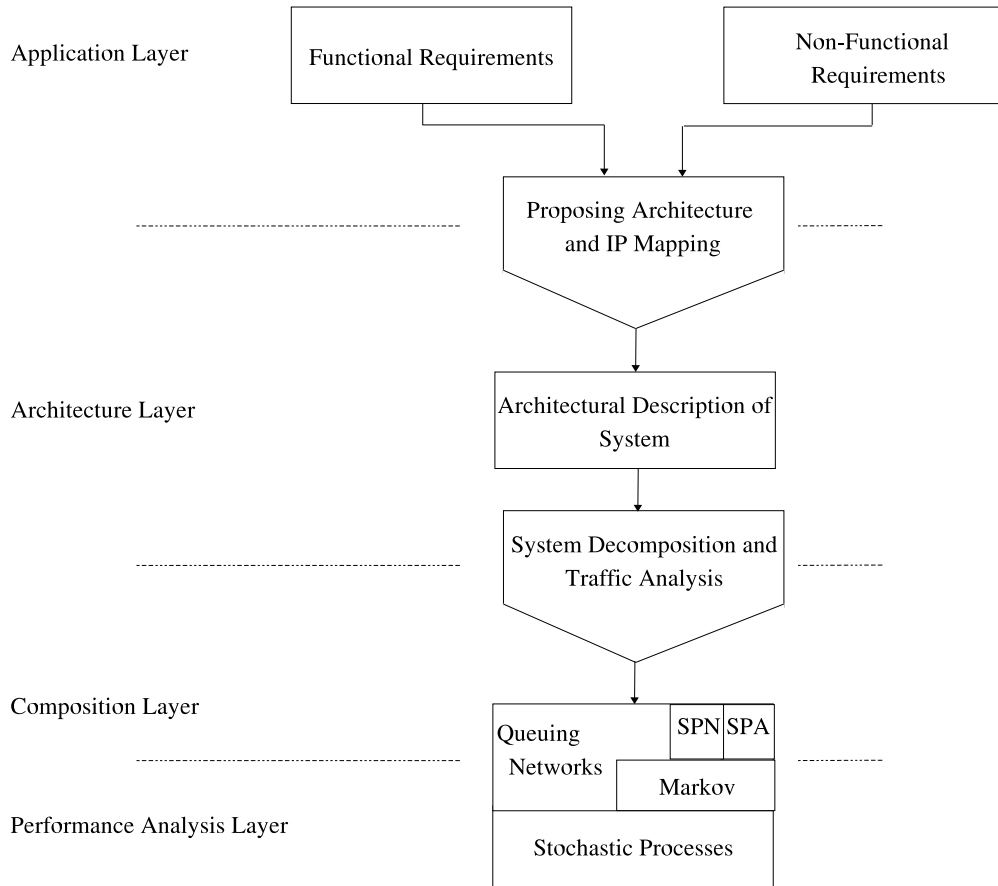 Application Layer
Functional Requirements
Non-Functional
Requirements
Proposing Architecture
and IP Mapping
Architecture Layer
Architectural Description of
System
System Decomposition and
Traffic Analysis
Composition Layer
Queuing
Networks
SPN
SPA
Markov
Performance Analysis Layer
Stochastic Processes